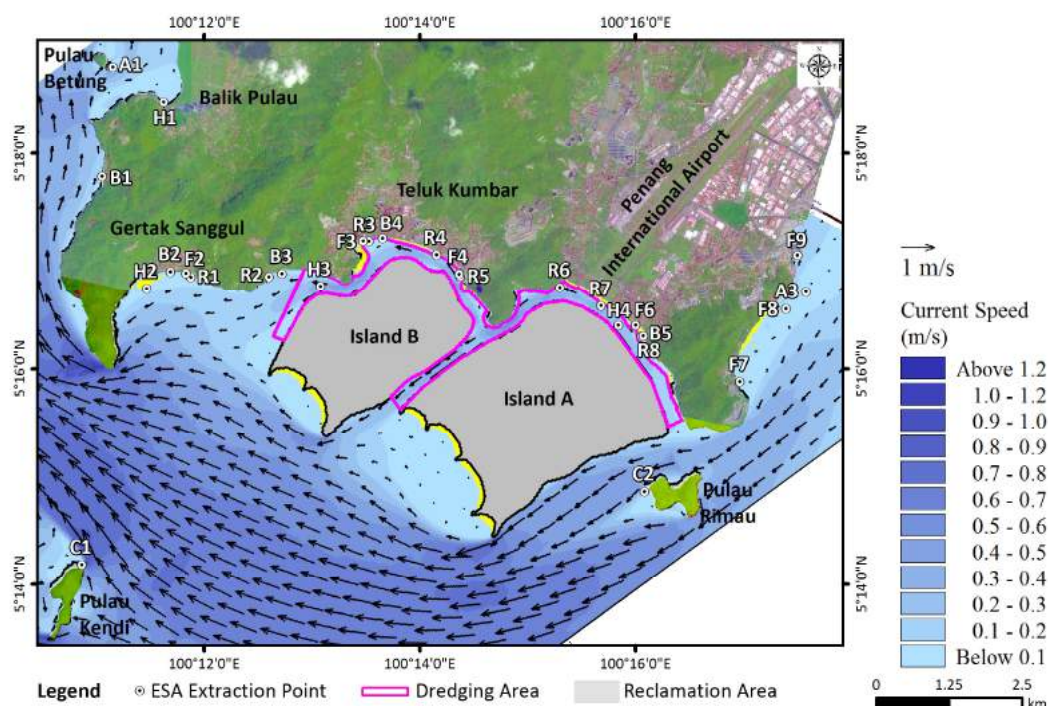 100°12'0"E 100°14'0"E 100°16'0"E
Pulau
Betung
A1
Balik Pulau
H1
5°18'0"N
5°18'0"N
B1
Penang
International Airport
Teluk Kumbar
Gertak Sanggul
R3 B4
F3
R4
F9
B2 F2
B3
F4
H2
R1
R2
H3
R5
R6
A3
R7
F8
H4 F6
B5
R8
Island B
F7
5°16'0"N
5°16'0"N
Island A
C2
Pulau
Rimau
C1
Pulau
Kendi
5°14'0"N
5°14'0"N
100°12'0"E 100°14'0"E 100°16'0"E
1 m/s
Current Speed
(m/s)
Above 1.2
1.0 - 1.2
0.9 - 1.0
0.8 - 0.9
0.7 - 0.8
0.6 - 0.7
0.5 - 0.6
0.4 - 0.5
0.3 - 0.4
0.2 - 0.3
0.1 - 0.2
Below 0.1
Legend ESA Extraction Point Dredging Area Reclamation Area
0 1.25 2.5
km